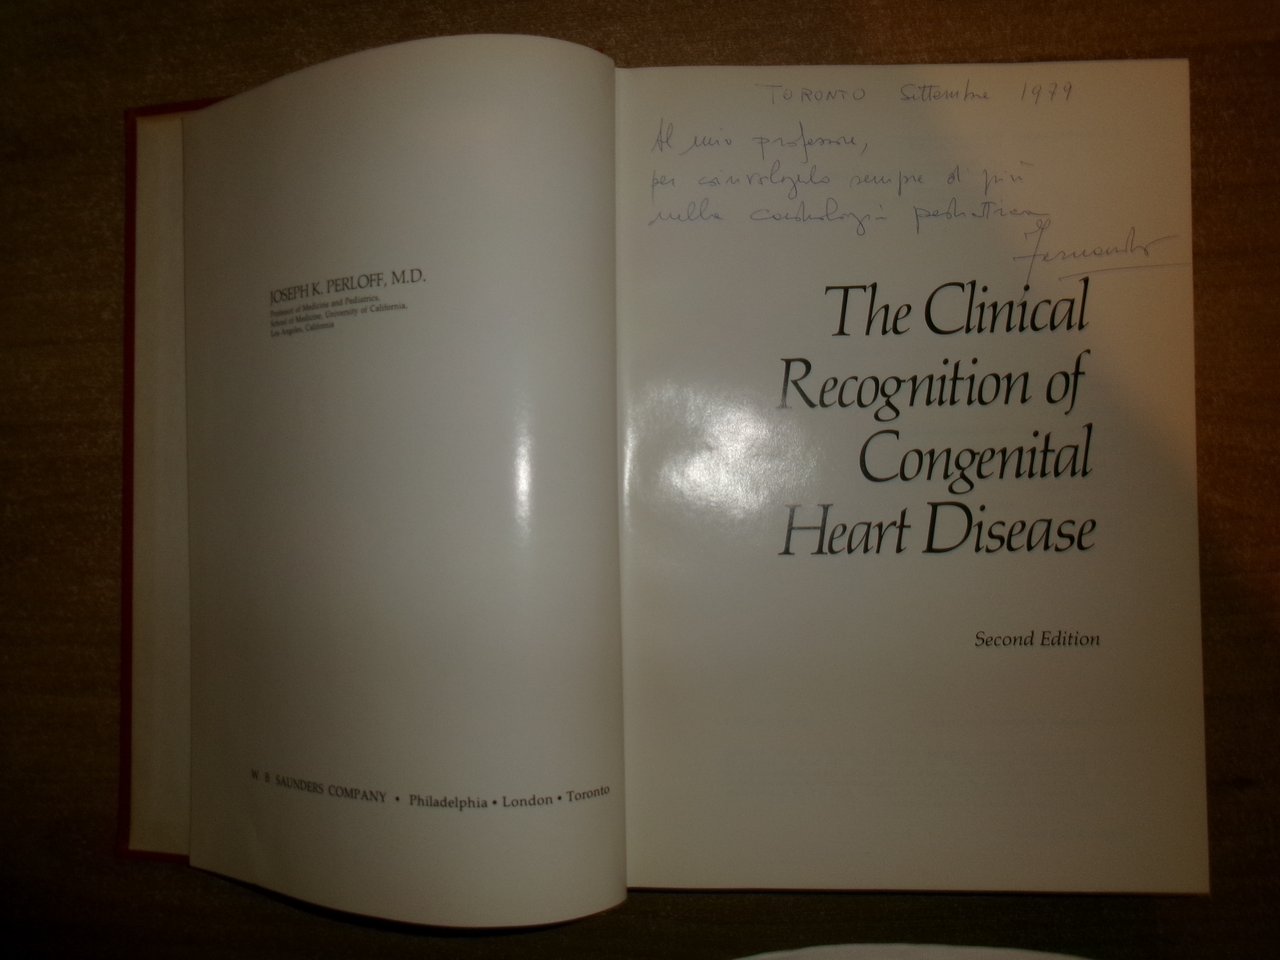 JOSEPH K. PERLOFF, M.D.
Professor of Medicine and Pediatrics,
School of Medicine, University of California,
Los Angeles, California
W. B. SAUNDERS COMPANY • Philadelphia • London • Toronto
TORONTO Settembre 1979
Al mio professore,
per coinvolgerlo sempre di più
nella cardiologia pediatrica
Fernando
The Clinical
Recognition of
Congenital
Heart Disease
Second Edition